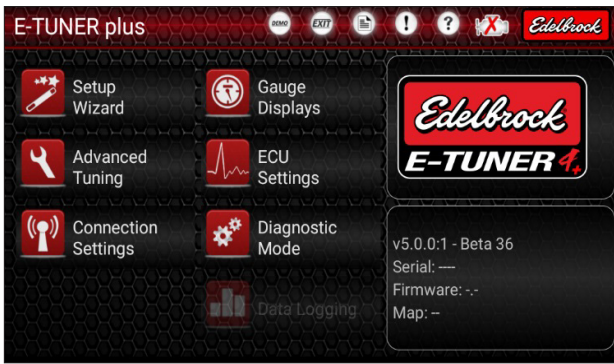 E-TUNER plus
DEMO
EXIT
!
?
Edelbrock
Setup
Wizard
Gauge
Displays
Advanced
Tuning
ECU
Settings
Connection
Settings
Diagnostic
Mode
Data Logging
Edelbrock
E-TUNER 4+
v5.0.0:1 - Beta 36
Serial: ----
Firmware: -.-
Map: --